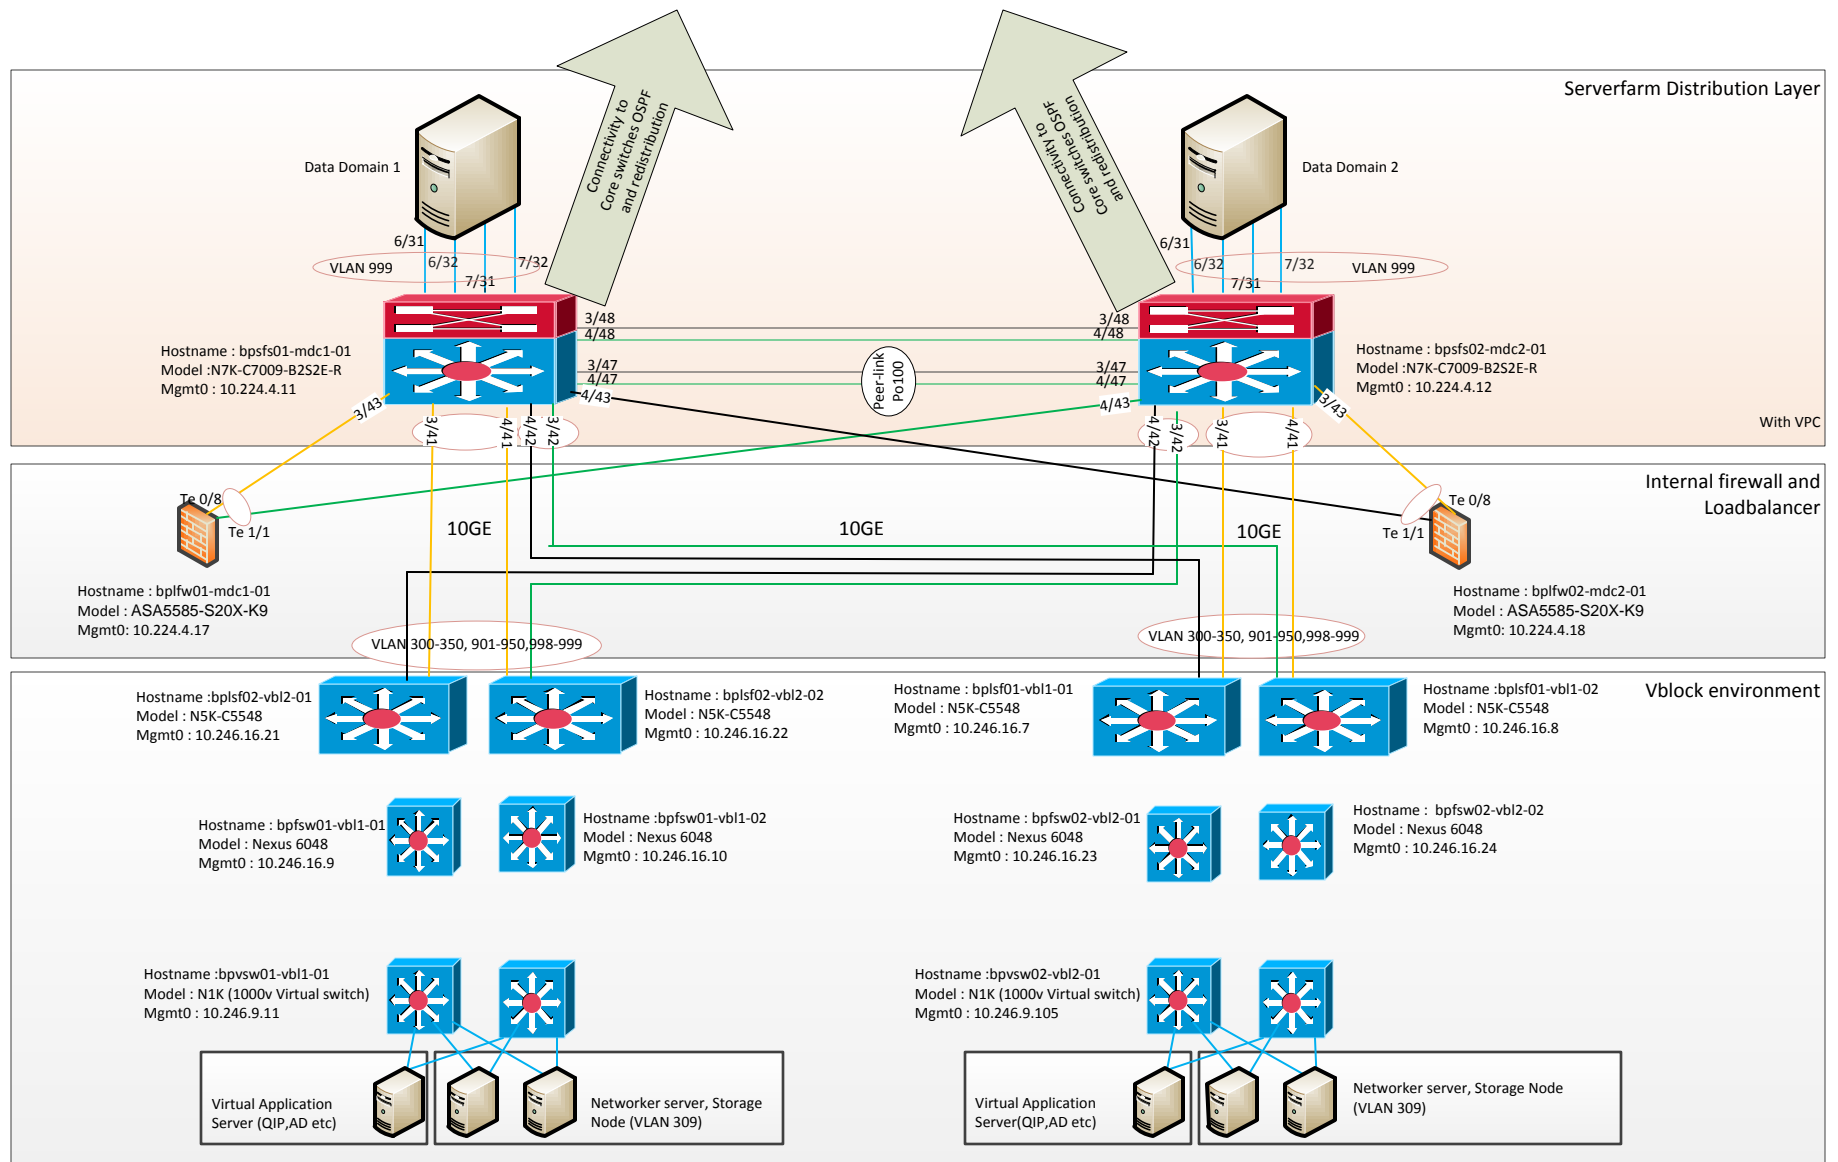 Serverfarm Distribution Layer
Connectivity to
Core switches OSPF
and redistribution
Connectivity to
Core switches OSPF
and redistribution
Data Domain 1
Data Domain 2
6/31
6/32
7/31
7/32
VLAN 999
6/31
6/32
7/31
7/32
VLAN 999
3/48
4/48
3/48
4/48
3/47
4/47
3/47
4/47
Peer-link
Po100
Hostname : bpsfs01-mdc1-01
Model :N7K-C7009-B2S2E-R
Mgmt0 : 10.224.4.11
Hostname : bpsfs02-mdc2-01
Model :N7K-C7009-B2S2E-R
Mgmt0 : 10.224.4.12
3/43
3/41
4/41
4/42
3/42
4/43
4/43
4/42
3/42
3/41
4/41
3/43
With VPC
Internal firewall and
Loadbalancer
Te 0/8
Te 1/1
Te 0/8
Te 1/1
10GE
10GE
10GE
Hostname : bplfw01-mdc1-01
Model : ASA5585-S20X-K9
Mgmt0: 10.224.4.17
Hostname : bplfw02-mdc2-01
Model : ASA5585-S20X-K9
Mgmt0: 10.224.4.18
VLAN 300-350, 901-950,998-999
VLAN 300-350, 901-950,998-999
Vblock environment
Hostname :bplsf02-vbl2-01
Model : N5K-C5548
Mgmt0 : 10.246.16.21
Hostname :bplsf02-vbl2-02
Model : N5K-C5548
Mgmt0 : 10.246.16.22
Hostname :bplsf01-vbl1-01
Model : N5K-C5548
Mgmt0 : 10.246.16.7
Hostname :bplsf01-vbl1-02
Model : N5K-C5548
Mgmt0 : 10.246.16.8
Hostname : bpfsw01-vbl1-01
Model : Nexus 6048
Mgmt0 : 10.246.16.9
Hostname :bpfsw01-vbl1-02
Model : Nexus 6048
Mgmt0 : 10.246.16.10
Hostname :bpfsw02-vbl2-01
Model : Nexus 6048
Mgmt0 : 10.246.16.23
Hostname : bpfsw02-vbl2-02
Model : Nexus 6048
Mgmt0 : 10.246.16.24
Hostname :bpvsw01-vbl1-01
Model : N1K (1000v Virtual switch)
Mgmt0 : 10.246.9.11
Hostname :bpvsw02-vbl2-01
Model : N1K (1000v Virtual switch)
Mgmt0 : 10.246.9.105
Virtual Application
Server (QIP,AD etc)
Networker server, Storage
Node (VLAN 309)
Virtual Application
Server(QIP,AD etc)
Networker server, Storage Node
(VLAN 309)